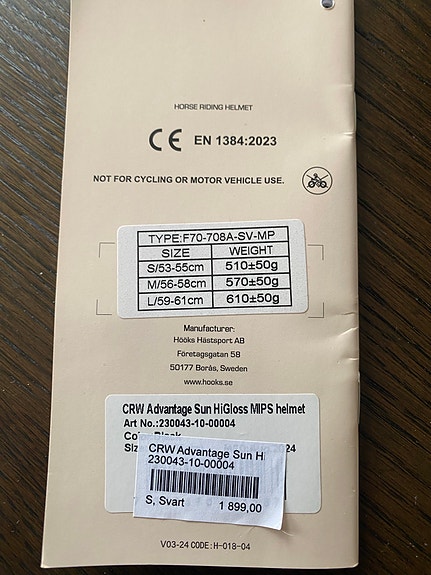 HORSE RIDING HELMET
CE EN 1384:2023
NOT FOR CYCLING OR MOTOR VEHICLE USE.
TYPE:F70-708A-SV-MP
SIZE WEIGHT
S/53-55cm 510±50g
M/56-58cm 570±50g
L/59-61cm 610±50g
Manufacturer:
Hööks Hästsport AB
Företagsgatan 58
50177 Borås, Sweden
www.hooks.se
CRW Advantage Sun HiGloss MIPS helmet
Art No.:230043-10-00004
24
CRW Advantage Sun Hi
230043-10-00004
S, Svart 1 899,00
V03-24 CODE:H-018-04